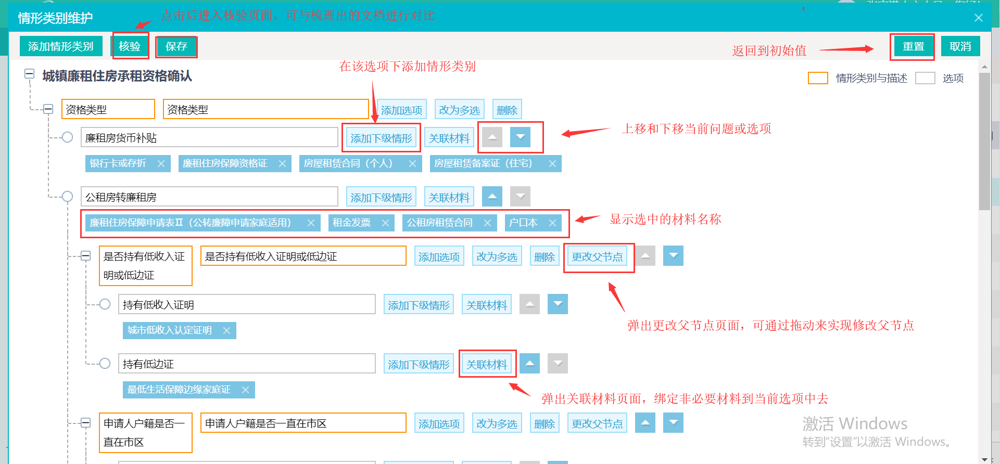 情形类别维护
点击后进入核验页面，可与梳理出的文档进行对比
添加情形类别
核验
保存
返回到初始值
重置
取消
在该选项下添加情形类别
城镇廉租住房承租资格确认
情形类别与描述
选项
资格类型
资格类型
添加选项
改为多选
删除
廉租房货币补贴
添加下级情形
关联材料
上移和下移当前问题或选项
银行卡或存折
廉租住房保障资格证
房屋租赁合同（个人）
房屋租赁备案证（住宅）
公租房转廉租房
添加下级情形
关联材料
廉租住房保障申请表Ⅱ（公转廉障申请家庭适用）
租金发票
公租房租赁合同
户口本
显示选中的材料名称
是否持有低收入证
明或低边证
是否持有低收入证明或低边证
添加选项
改为多选
删除
更改父节点
持有低收入证明
添加下级情形
关联材料
弹出更改父节点页面，可通过拖动来实现修改父节点
城市低收入认定证明
持有低边证
添加下级情形
关联材料
最低生活保障边缘家庭证
弹出关联材料页面，绑定非必要材料到当前选项中去
申请人户籍是否一
直在市区
申请人户籍是否一直在市区
添加选项
改为多选
删除
更改父节点
激活 Windows
转到“设置”以激活 Windows。